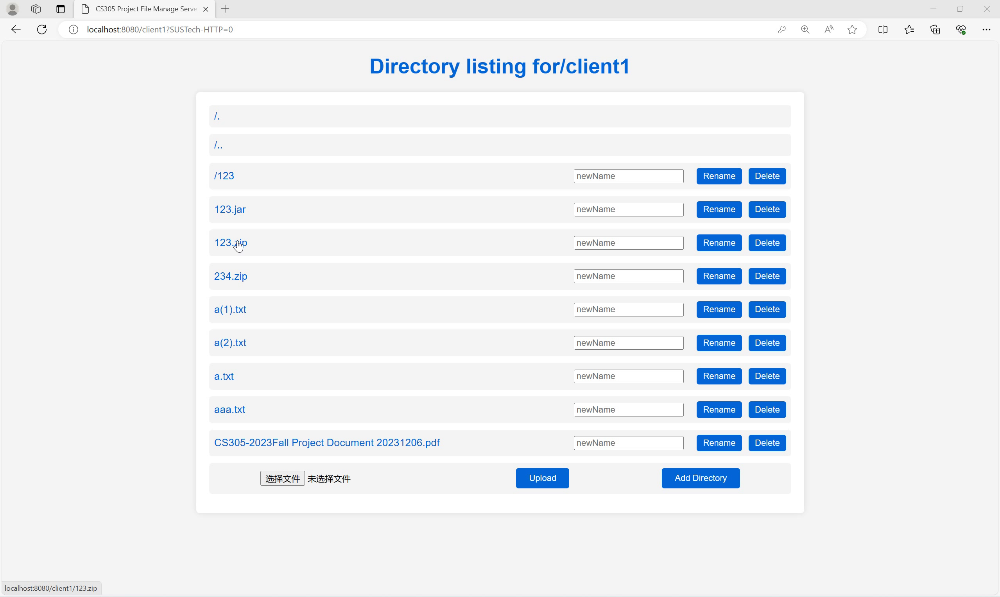 CS305 Project File Manage Serve
localhost:8080/client1?SUSTech-HTTP=0
Directory listing for/client1
/.
/..
/123 newName Rename Delete
123.jar newName Rename Delete
123.zip newName Rename Delete
234.zip newName Rename Delete
a(1).txt newName Rename Delete
a(2).txt newName Rename Delete
a.txt newName Rename Delete
aaa.txt newName Rename Delete
CS305-2023Fall Project Document 20231206.pdf newName Rename Delete
选择文件 未选择文件 Upload Add Directory
localhost:8080/client1/123.zip